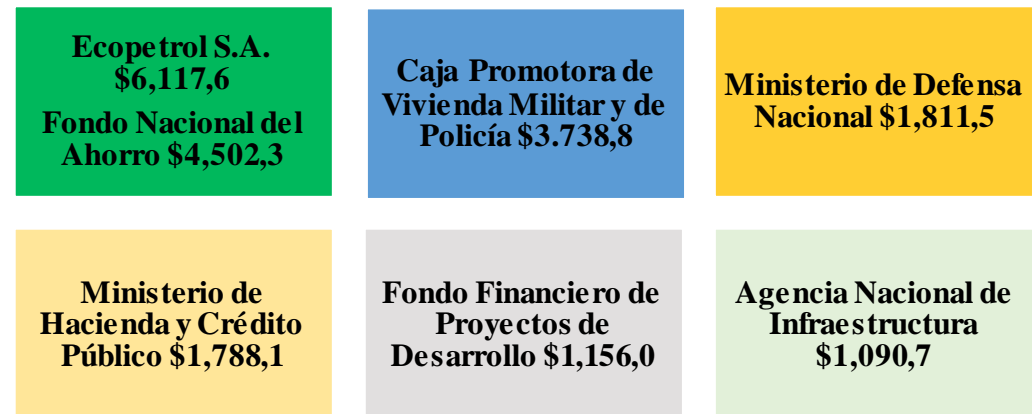 Ecopetrol S.A.
$6,117,6
Fondo Nacional del
Ahorro $4,502,3
Caja Promotora de
Vivienda Militar y de
Policía $3.738,8
Ministerio de Defensa
Nacional $1,811,5
Ministerio de
Hacienda y Crédito
Público $1,788,1
Fondo Financiero de
Proyectos de
Desarrollo $1,156,0
Agencia Nacional de
Infraestructura
$1,090,7